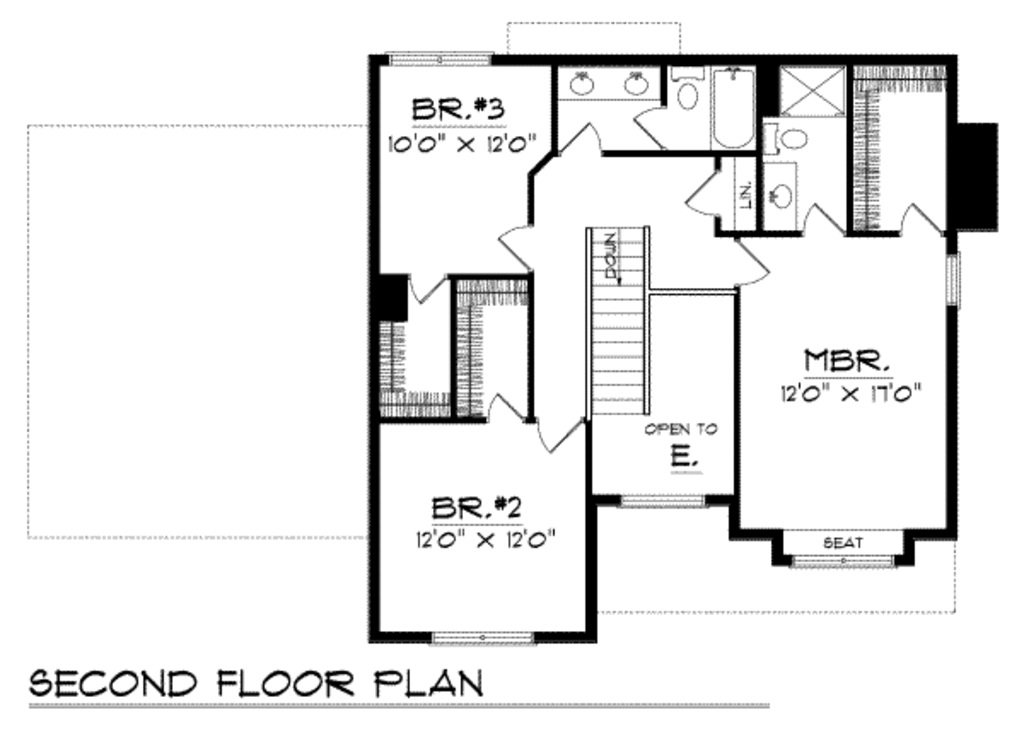 BR.#3
10'0" X 12'0"
LIN.
DOWN
MBR.
12'0" X 17'0"
OPEN TO
E.
BR.#2
12'0" X 12'0"
SEAT
SECOND FLOOR PLAN